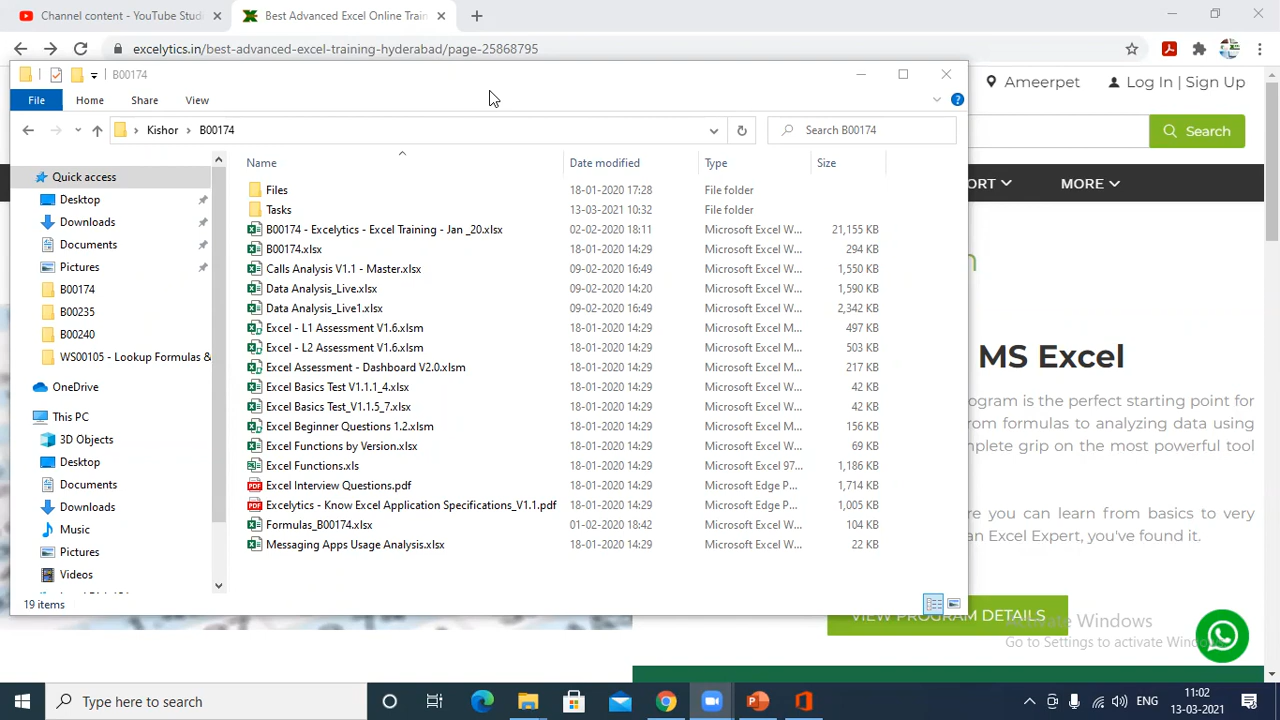 Channel content - YouTube Studi
Best Advanced Excel Online Train
excelytics.in/best-advanced-excel-training-hyderabad/page-25868795
Ameerpet
Log In | Sign Up
Search
ORT
MORE
B00174
File
Home
Share
View
Kishor
B00174
Search B00174
Name
Date modified
Type
Size
Quick access
Desktop
Downloads
Documents
Pictures
B00174
B00235
B00240
WS00105 - Lookup Formulas &
OneDrive
This PC
3D Objects
Desktop
Documents
Downloads
Music
Pictures
Videos
Files 18-01-2020 17:28 File folder
Tasks 13-03-2021 10:32 File folder
B00174 - Excelytics - Excel Training - Jan _20.xlsx 02-02-2020 18:11 Microsoft Excel W... 21,155 KB
B00174.xlsx 18-01-2020 14:29 Microsoft Excel W... 294 KB
Calls Analysis V1.1 - Master.xlsx 09-02-2020 16:49 Microsoft Excel W... 1,550 KB
Data Analysis_Live.xlsx 09-02-2020 14:20 Microsoft Excel W... 1,590 KB
Data Analysis_Live1.xlsx 09-02-2020 16:49 Microsoft Excel W... 2,342 KB
Excel - L1 Assessment V1.6.xlsm 18-01-2020 14:29 Microsoft Excel M... 497 KB
Excel - L2 Assessment V1.6.xlsm 18-01-2020 14:29 Microsoft Excel M... 503 KB
Excel Assessment - Dashboard V2.0.xlsm 18-01-2020 14:29 Microsoft Excel M... 217 KB
Excel Basics Test V1.1.1_4.xlsx 18-01-2020 14:29 Microsoft Excel W... 42 KB
Excel Basics Test_V1.1.5_7.xlsx 18-01-2020 14:29 Microsoft Excel W... 42 KB
Excel Beginner Questions 1.2.xlsm 18-01-2020 14:29 Microsoft Excel M... 156 KB
Excel Functions by Version.xlsx 18-01-2020 14:29 Microsoft Excel W... 69 KB
Excel Functions.xls 18-01-2020 14:29 Microsoft Excel 97... 1,186 KB
Excel Interview Questions.pdf 18-01-2020 14:29 Microsoft Edge P... 1,714 KB
Excelytics - Know Excel Application Specifications_V1.1.pdf 18-01-2020 14:29 Microsoft Edge P... 1,005 KB
Formulas_B00174.xlsx 01-02-2020 18:42 Microsoft Excel W... 104 KB
Messaging Apps Usage Analysis.xlsx 18-01-2020 14:29 Microsoft Excel W... 22 KB
19 items
MS Excel
ogram is the perfect starting point for
rom formulas to analyzing data using
nplete grip on the most powerful tool
re you can learn from basics to very
an Excel Expert, you've found it.
VIEW PROGRAM DETAILS
Activate Windows
Go to Settings to activate Windows.
Type here to search
ENG
11:02
13-03-2021